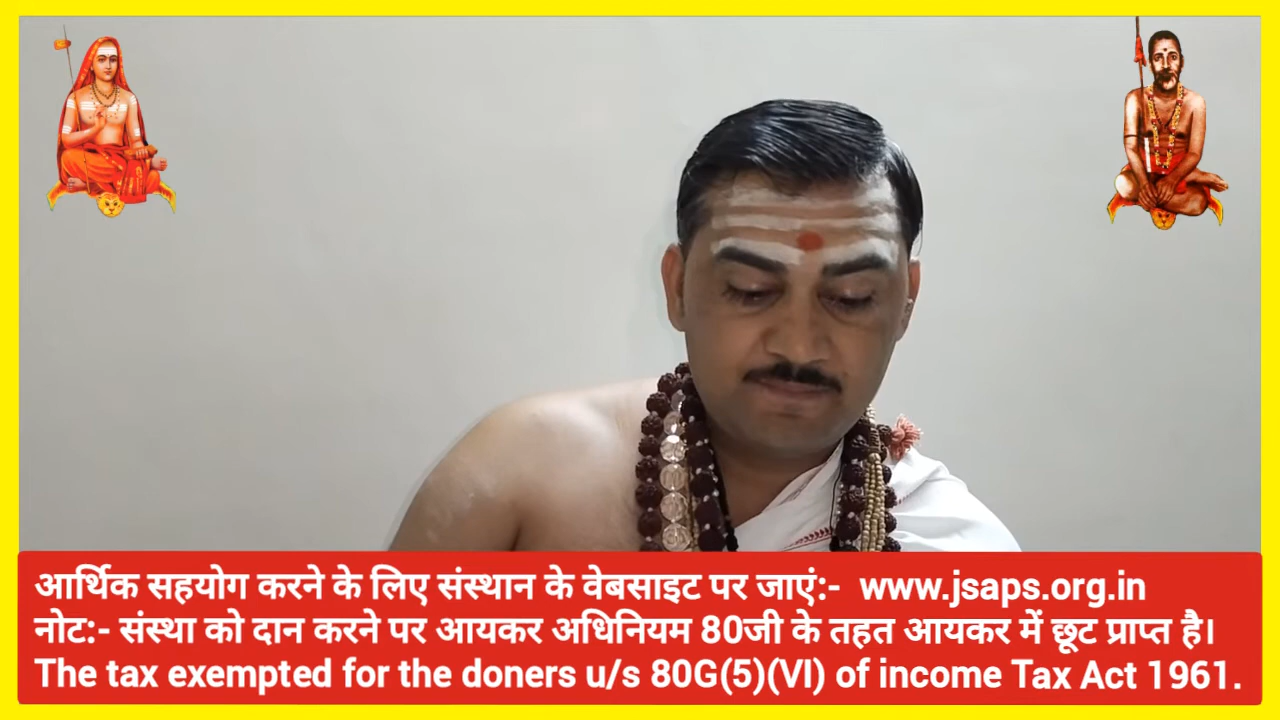 आर्थिक सहयोग करने के लिए संस्थान के वेबसाइट पर जाएं:- www.jsaps.org.in
नोट:- संस्था को दान करने पर आयकर अधिनियम 80जी के तहत आयकर में छूट प्राप्त है।
The tax exempted for the doners u/s 80G(5)(VI) of income Tax Act 1961.